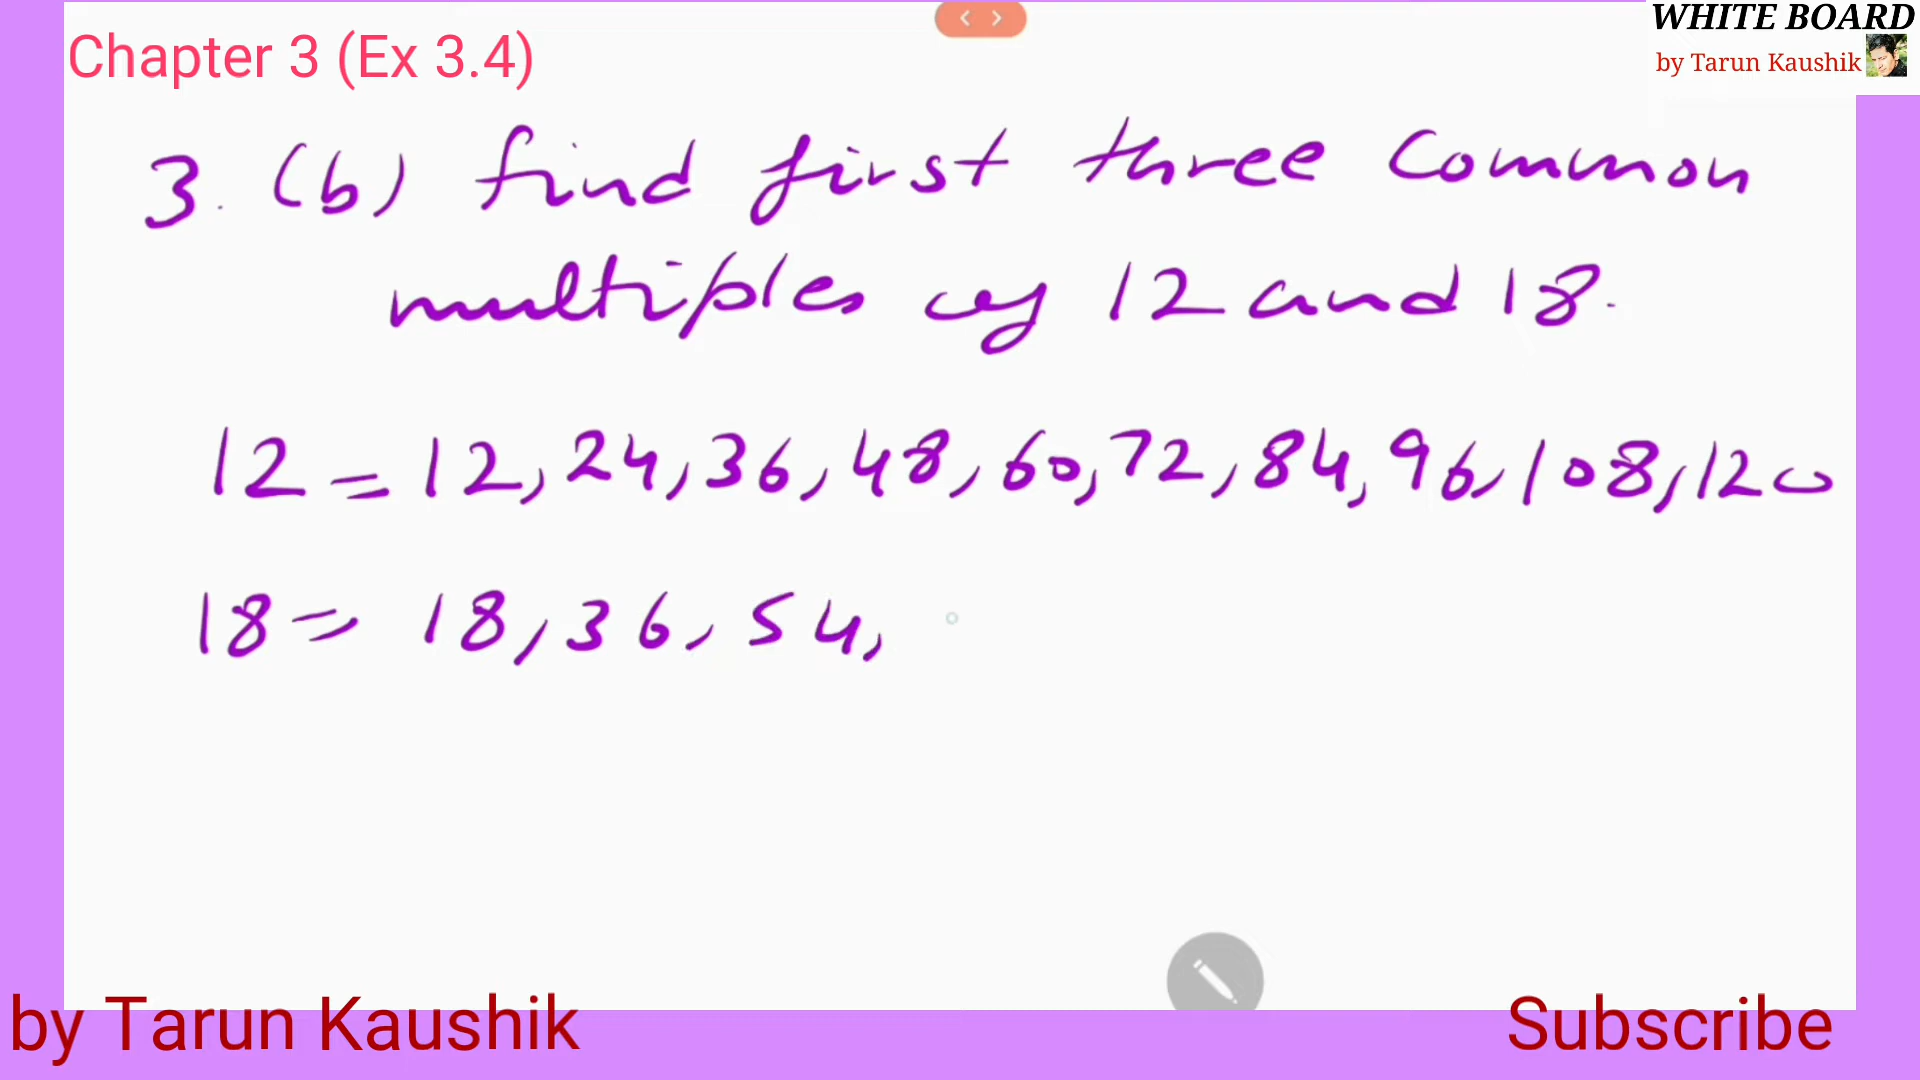 WHITE BOARD
Chapter 3 (Ex 3.4)
by Tarun Kaushik
3. (b) find first three common
multiples of 12 and 18.
12 = 12, 24, 36, 48, 60, 72, 84, 96, 108, 120
18 = 18, 36, 54,
by Tarun Kaushik
Subscribe